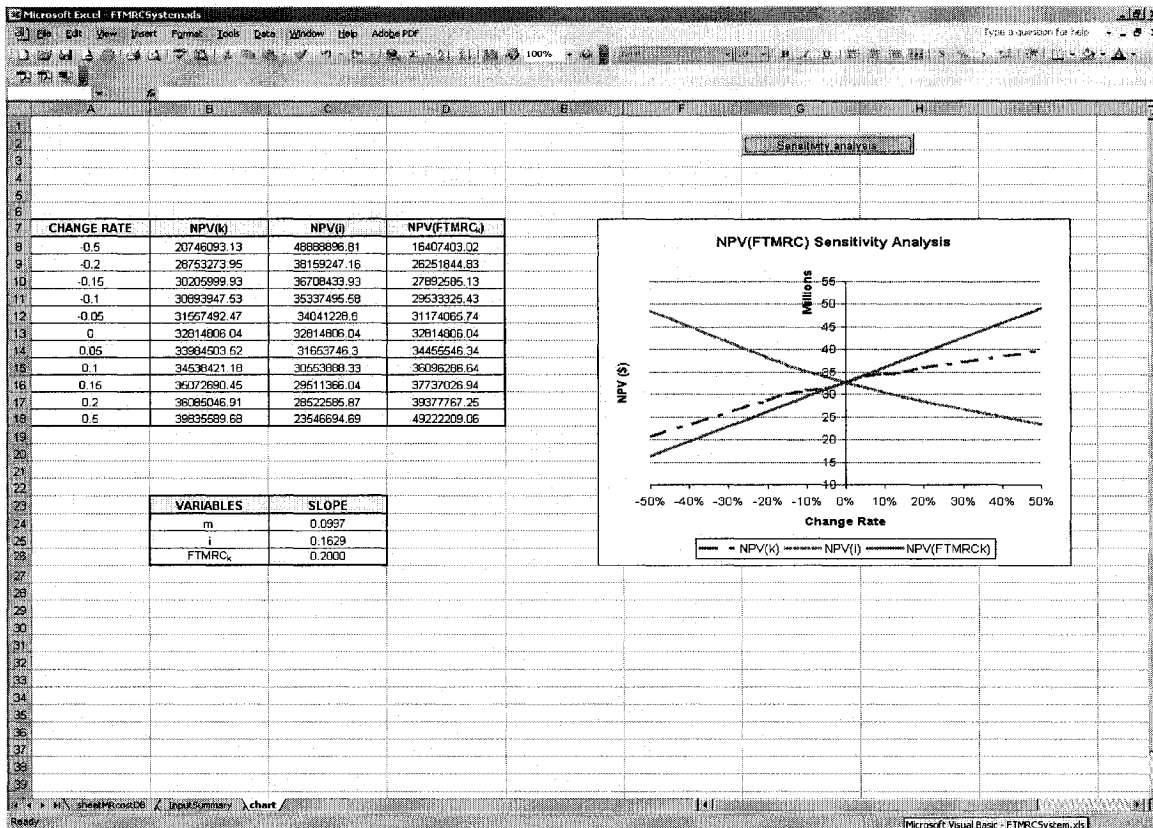 Microsoft Excel - FTMRCSystem.xls
File Edit View Insert Format Tools Data Window Help Adobe PDF
Type a question for help
100%
A B C D E F G H I
Sensitivity analysis
CHANGE RATE NPV(k) NPV(i) NPV(FTMRCk)
-0.5 20746093.13 48888896.81 16407403.02
-0.2 28753273.95 38159247.16 26251844.83
-0.15 30205999.93 36708433.93 27892585.13
-0.1 30893947.53 35337495.58 29533325.43
-0.05 31557492.47 34041228.6 31174065.74
0 32814806.04 32814806.04 32814806.04
0.05 33984503.52 31653746.3 34455546.34
0.1 34538421.18 30553888.33 36096286.64
0.15 35072690.45 29511366.04 37737026.94
0.2 36085046.91 28522585.87 39377767.25
0.5 39835589.68 23546694.69 49222209.06
VARIABLES SLOPE
m 0.0997
i 0.1629
FTMRCk 0.2000
NPV(FTMRC) Sensitivity Analysis
Millions
NPV ($)
55
50
45
40
35
30
25
20
15
10
-50% -40% -30% -20% -10% 0% 10% 20% 30% 40% 50%
Change Rate
NPV(k) NPV(i) NPV(FTMRCk)
sheetMRcostDB InputSummary chart
Ready
Microsoft Visual Basic - FTMRCSystem.xls